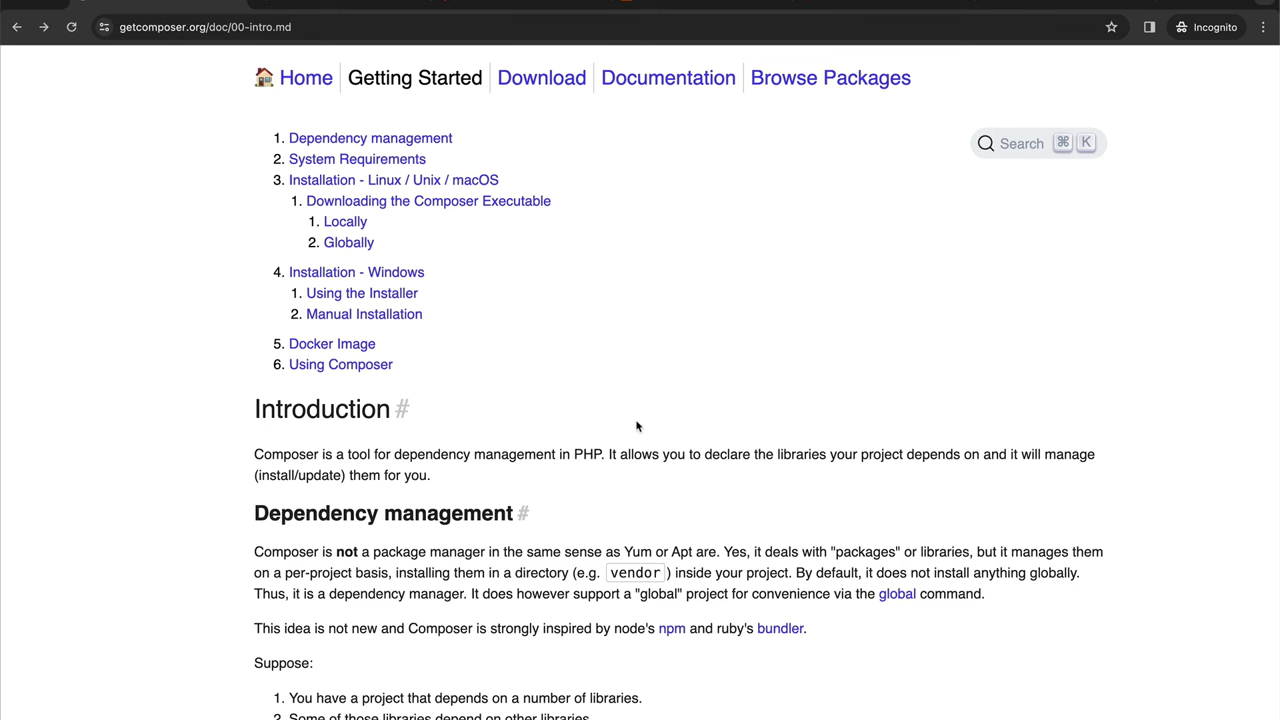 getcomposer.org/doc/00-intro.md
Incognito
Home Getting Started Download Documentation Browse Packages
1. Dependency management
Search ⌘ K
2. System Requirements
3. Installation - Linux / Unix / macOS
1. Downloading the Composer Executable
1. Locally
2. Globally
4. Installation - Windows
1. Using the Installer
2. Manual Installation
5. Docker Image
6. Using Composer
Introduction #
Composer is a tool for dependency management in PHP. It allows you to declare the libraries your project depends on and it will manage
(install/update) them for you.
Dependency management #
Composer is not a package manager in the same sense as Yum or Apt are. Yes, it deals with "packages" or libraries, but it manages them
on a per-project basis, installing them in a directory (e.g. vendor ) inside your project. By default, it does not install anything globally.
Thus, it is a dependency manager. It does however support a "global" project for convenience via the global command.
This idea is not new and Composer is strongly inspired by node's npm and ruby's bundler.
Suppose:
1. You have a project that depends on a number of libraries.
2. Some of those libraries depend on other libraries.